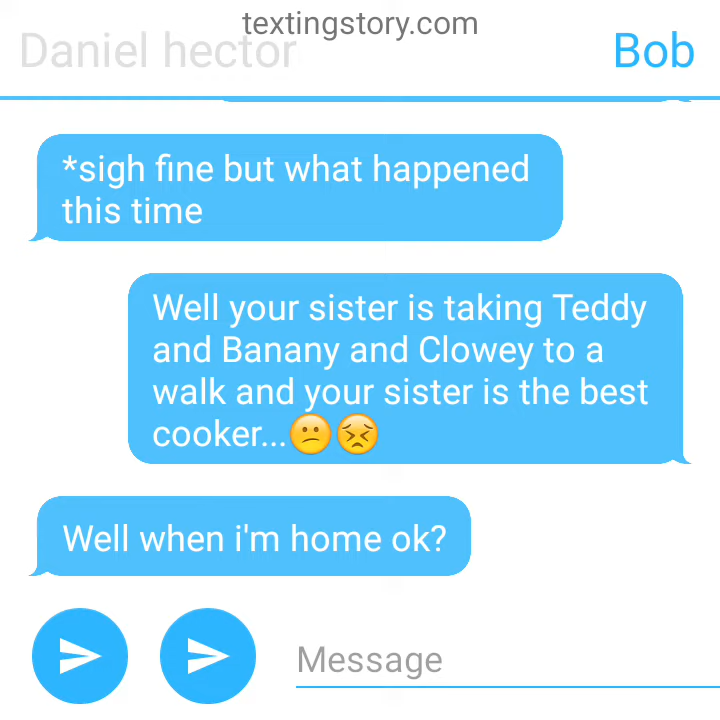 textingstory.com
Daniel hector
Bob
*sigh fine but what happened
this time
Well your sister is taking Teddy
and Banany and Clowey to a
walk and your sister is the best
cooker...😕😣
Well when i'm home ok?
Message